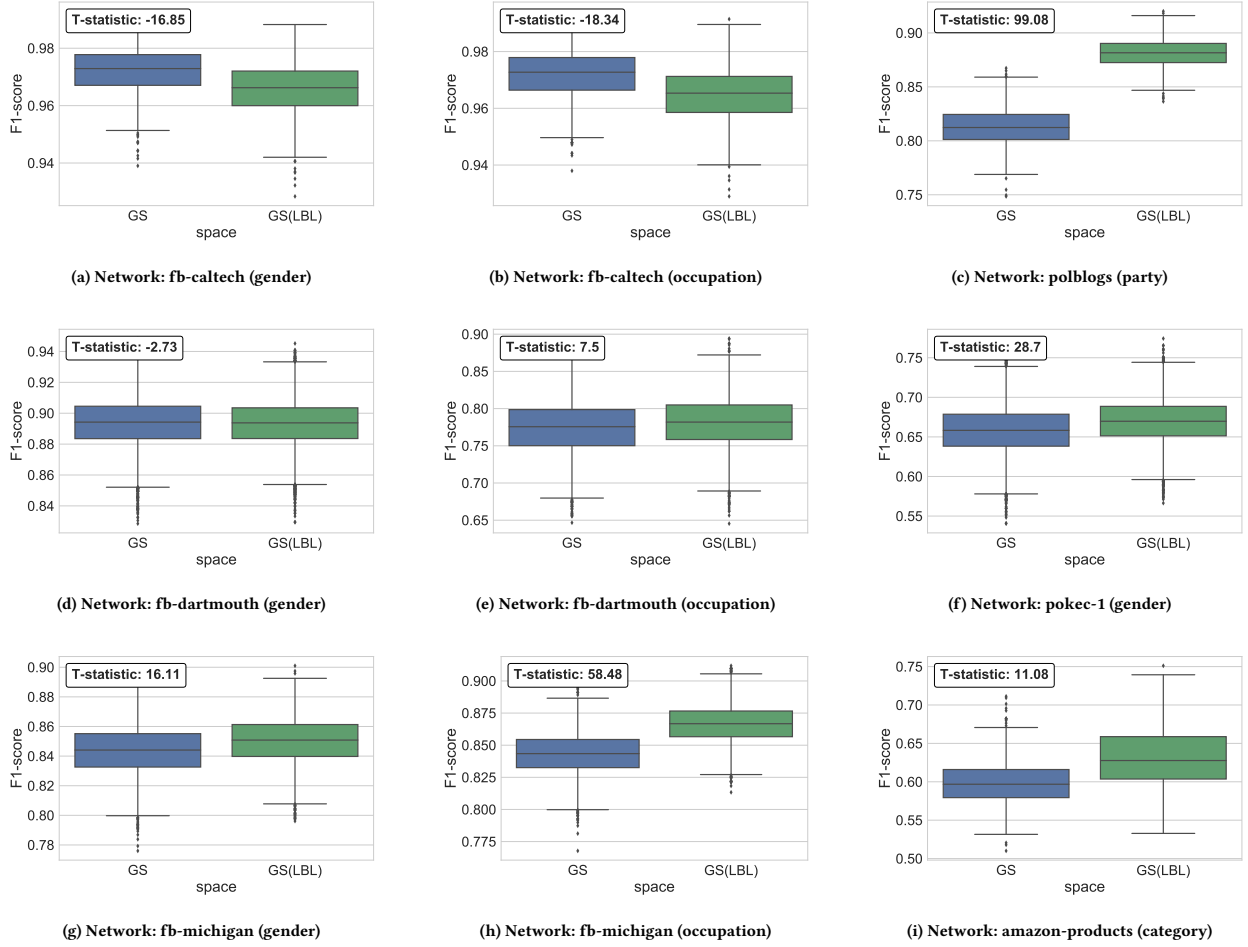 T-statistic: -16.85
0.98
0.96
0.94
F1-score
GS
GS(LBL)
space
(a) Network: fb-caltech (gender)
T-statistic: -18.34
0.98
0.96
0.94
F1-score
GS
GS(LBL)
space
(b) Network: fb-caltech (occupation)
T-statistic: 99.08
0.90
0.85
0.80
0.75
F1-score
GS
GS(LBL)
space
(c) Network: polblogs (party)
T-statistic: -2.73
0.94
0.92
0.90
0.88
0.86
0.84
F1-score
GS
GS(LBL)
space
(d) Network: fb-dartmouth (gender)
T-statistic: 7.5
0.90
0.85
0.80
0.75
0.70
0.65
F1-score
GS
GS(LBL)
space
(e) Network: fb-dartmouth (occupation)
T-statistic: 28.7
0.75
0.70
0.65
0.60
0.55
F1-score
GS
GS(LBL)
space
(f) Network: pokec-1 (gender)
T-statistic: 16.11
0.90
0.88
0.86
0.84
0.82
0.80
0.78
F1-score
GS
GS(LBL)
space
(g) Network: fb-michigan (gender)
T-statistic: 58.48
0.900
0.875
0.850
0.825
0.800
0.775
F1-score
GS
GS(LBL)
space
(h) Network: fb-michigan (occupation)
T-statistic: 11.08
0.75
0.70
0.65
0.60
0.55
0.50
F1-score
GS
GS(LBL)
space
(i) Network: amazon-products (category)